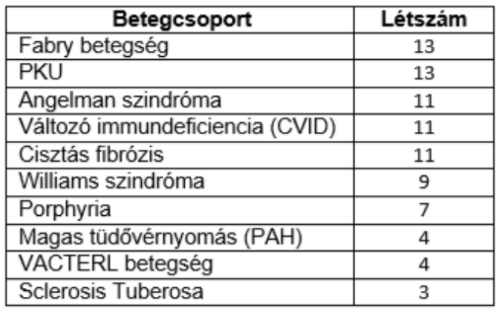 Betegcsoport Létszám
Fabry betegség 13
PKU 13
Angelman szindróma 11
Változó immundeficiencia (CVID) 11
Cisztás fibrózis 11
Williams szindróma 9
Porphyria 7
Magas tüdővérnyomás (PAH) 4
VACTERL betegség 4
Sclerosis Tuberosa 3